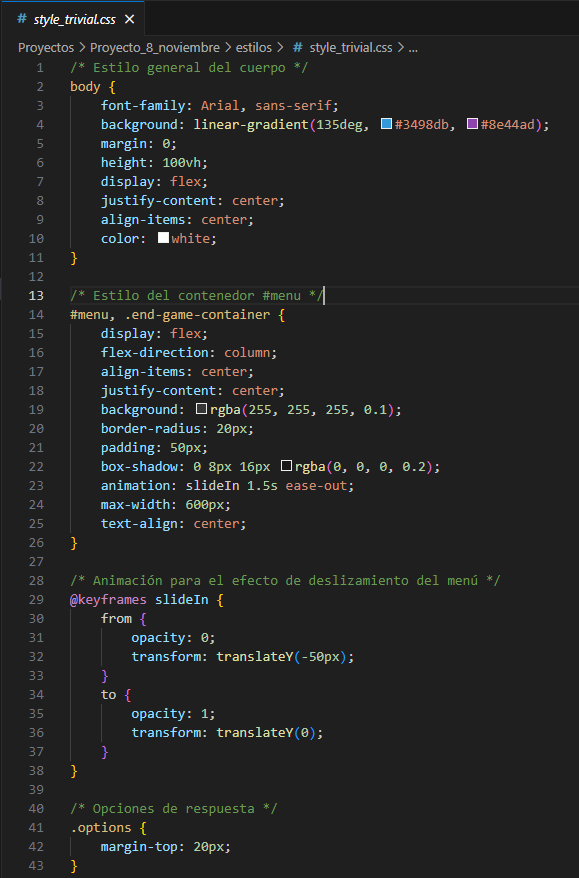 # style_trivial.css ×
Proyectos > Proyecto_8_noviembre > estilos > # style_trivial.css > ...
1 /* Estilo general del cuerpo */
2 body {
3 font-family: Arial, sans-serif;
4 background: linear-gradient(135deg, #3498db, #8e44ad);
5 margin: 0;
6 height: 100vh;
7 display: flex;
8 justify-content: center;
9 align-items: center;
10 color: white;
11 }
12
13 /* Estilo del contenedor #menu */
14 #menu, .end-game-container {
15 display: flex;
16 flex-direction: column;
17 align-items: center;
18 justify-content: center;
19 background: rgba(255, 255, 255, 0.1);
20 border-radius: 20px;
21 padding: 50px;
22 box-shadow: 0 8px 16px rgba(0, 0, 0, 0.2);
23 animation: slideIn 1.5s ease-out;
24 max-width: 600px;
25 text-align: center;
26 }
27
28 /* Animación para el efecto de deslizamiento del menú */
29 @keyframes slideIn {
30 from {
31 opacity: 0;
32 transform: translateY(-50px);
33 }
34 to {
35 opacity: 1;
36 transform: translateY(0);
37 }
38 }
39
40 /* Opciones de respuesta */
41 .options {
42 margin-top: 20px;
43 }